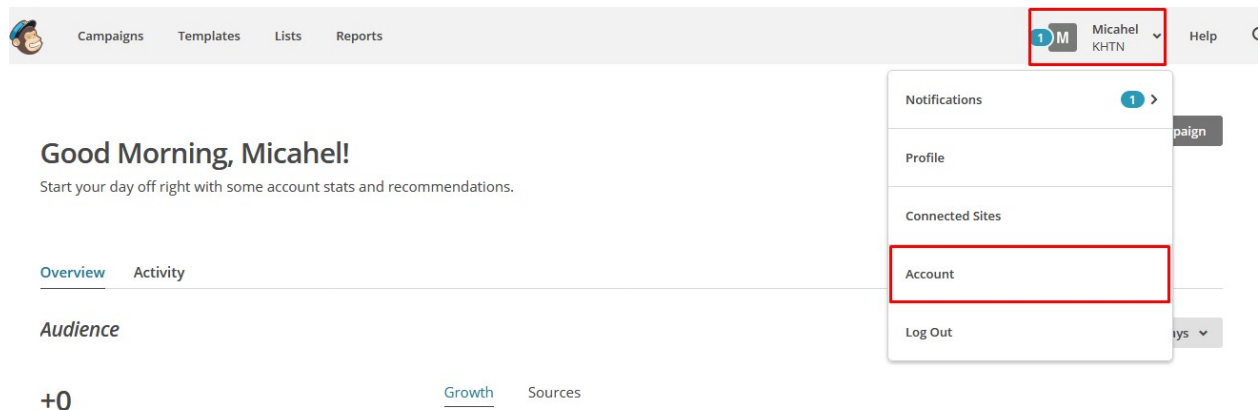 Campaigns Templates Lists Reports
1 M Micahel
KHTN
Help
Notifications 1
Profile
Connected Sites
Account
Log Out
paign
Good Morning, Micahel!
Start your day off right with some account stats and recommendations.
Overview Activity
Audience
ays
+0
Growth Sources